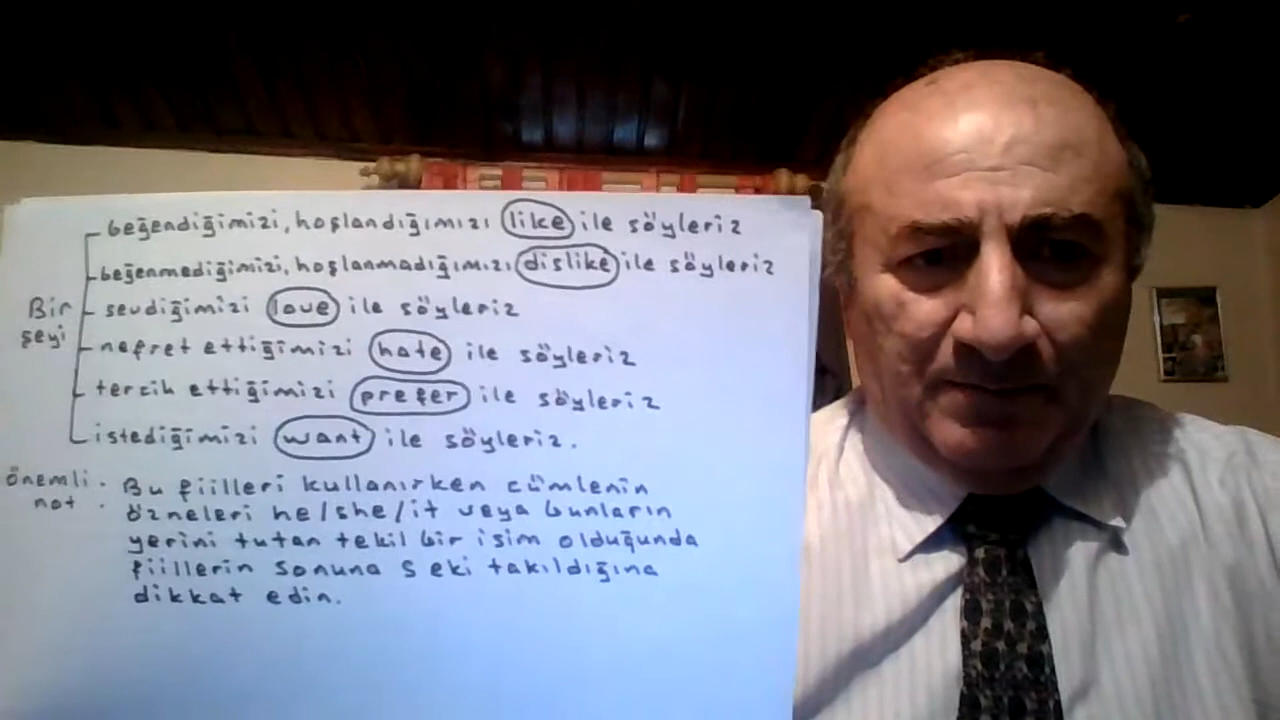 beğendiğimizi, hoşlandığımızı like ile söyleriz
beğenmediğimizi, hoşlanmadığımızı dislike ile söyleriz
Bir şeyi
sevdiğimizi love ile söyleriz
nefret ettiğimizi hate ile söyleriz
tercih ettiğimizi prefer ile söyleriz
istediğimizi want ile söyleriz.
önemli not : Bu fiilleri kullanırken cümlenin
özneleri he/she/it veya bunların
yerini tutan tekil bir isim olduğunda
fiillerin sonuna s eki takıldığına
dikkat edin.